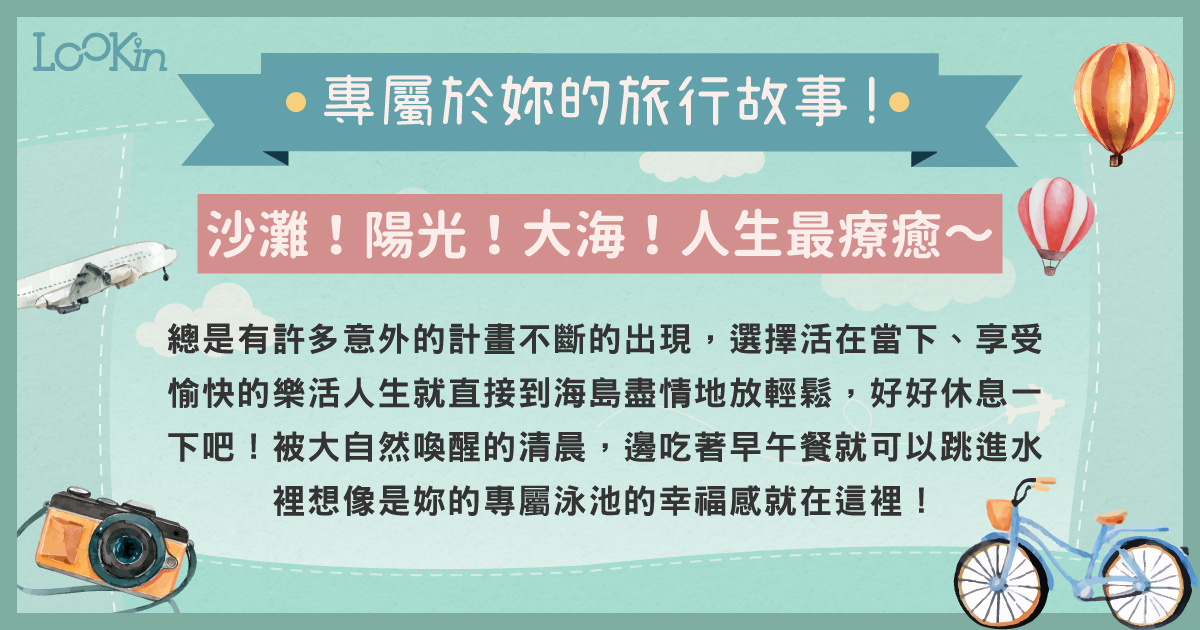 LooKin
專屬於妳的旅行故事！
沙灘！陽光！大海！人生最療癒～
總是有許多意外的計畫不斷的出現，選擇活在當下、享受
愉快的樂活人生就直接到海島盡情地放輕鬆，好好休息一
下吧！被大自然喚醒的清晨，邊吃著早午餐就可以跳進水
裡想像是妳的專屬泳池的幸福感就在這裡！